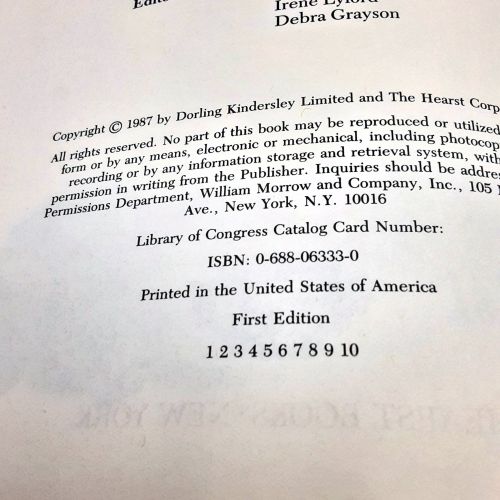 Irene Eyford
Debra Grayson
Copyright © 1987 by Dorling Kindersley Limited and The Hearst Corp
All rights reserved. No part of this book may be reproduced or utilized
form or by any means, electronic or mechanical, including photocop
recording or by any information storage and retrieval system, with
permission in writing from the Publisher. Inquiries should be addre
Permissions Department, William Morrow and Company, Inc., 105 M
Ave., New York, N.Y. 10016
Library of Congress Catalog Card Number:
ISBN: 0-688-06333-0
Printed in the United States of America
First Edition
1 2 3 4 5 6 7 8 9 10